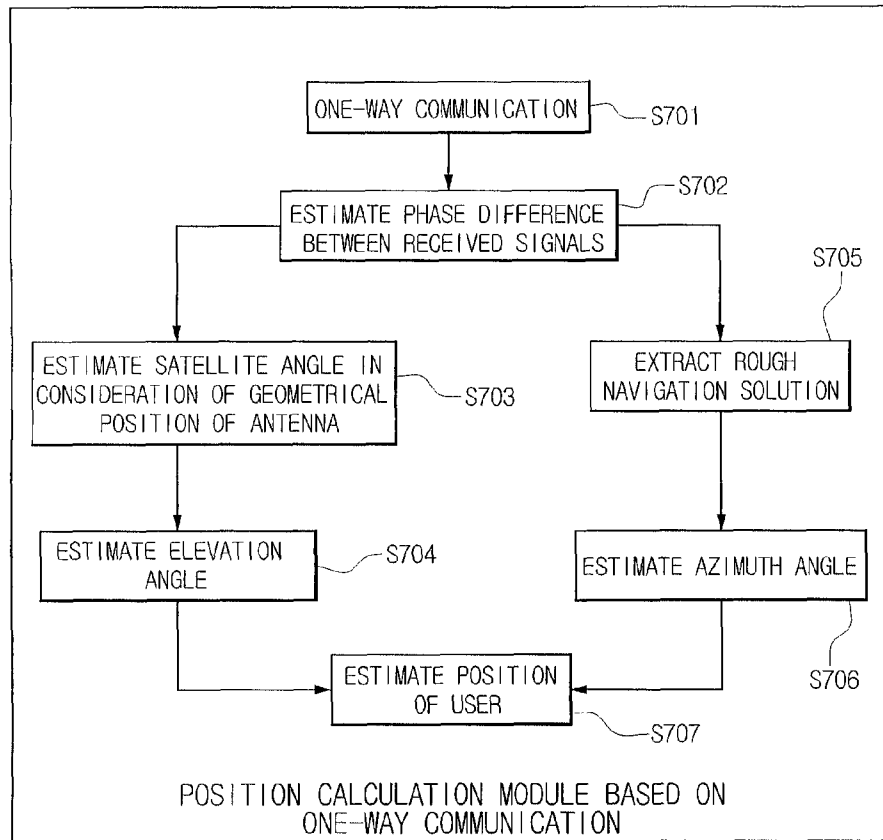 ONE-WAY COMMUNICATION
S701
S702
ESTIMATE PHASE DIFFERENCE
BETWEEN RECEIVED SIGNALS
S705
ESTIMATE SATELLITE ANGLE IN
CONSIDERATION OF GEOMETRICAL
POSITION OF ANTENNA
S703
EXTRACT ROUGH
NAVIGATION SOLUTION
ESTIMATE ELEVATION
ANGLE
S704
ESTIMATE AZIMUTH ANGLE
S706
ESTIMATE POSITION
OF USER
S707
POSITION CALCULATION MODULE BASED ON
ONE-WAY COMMUNICATION